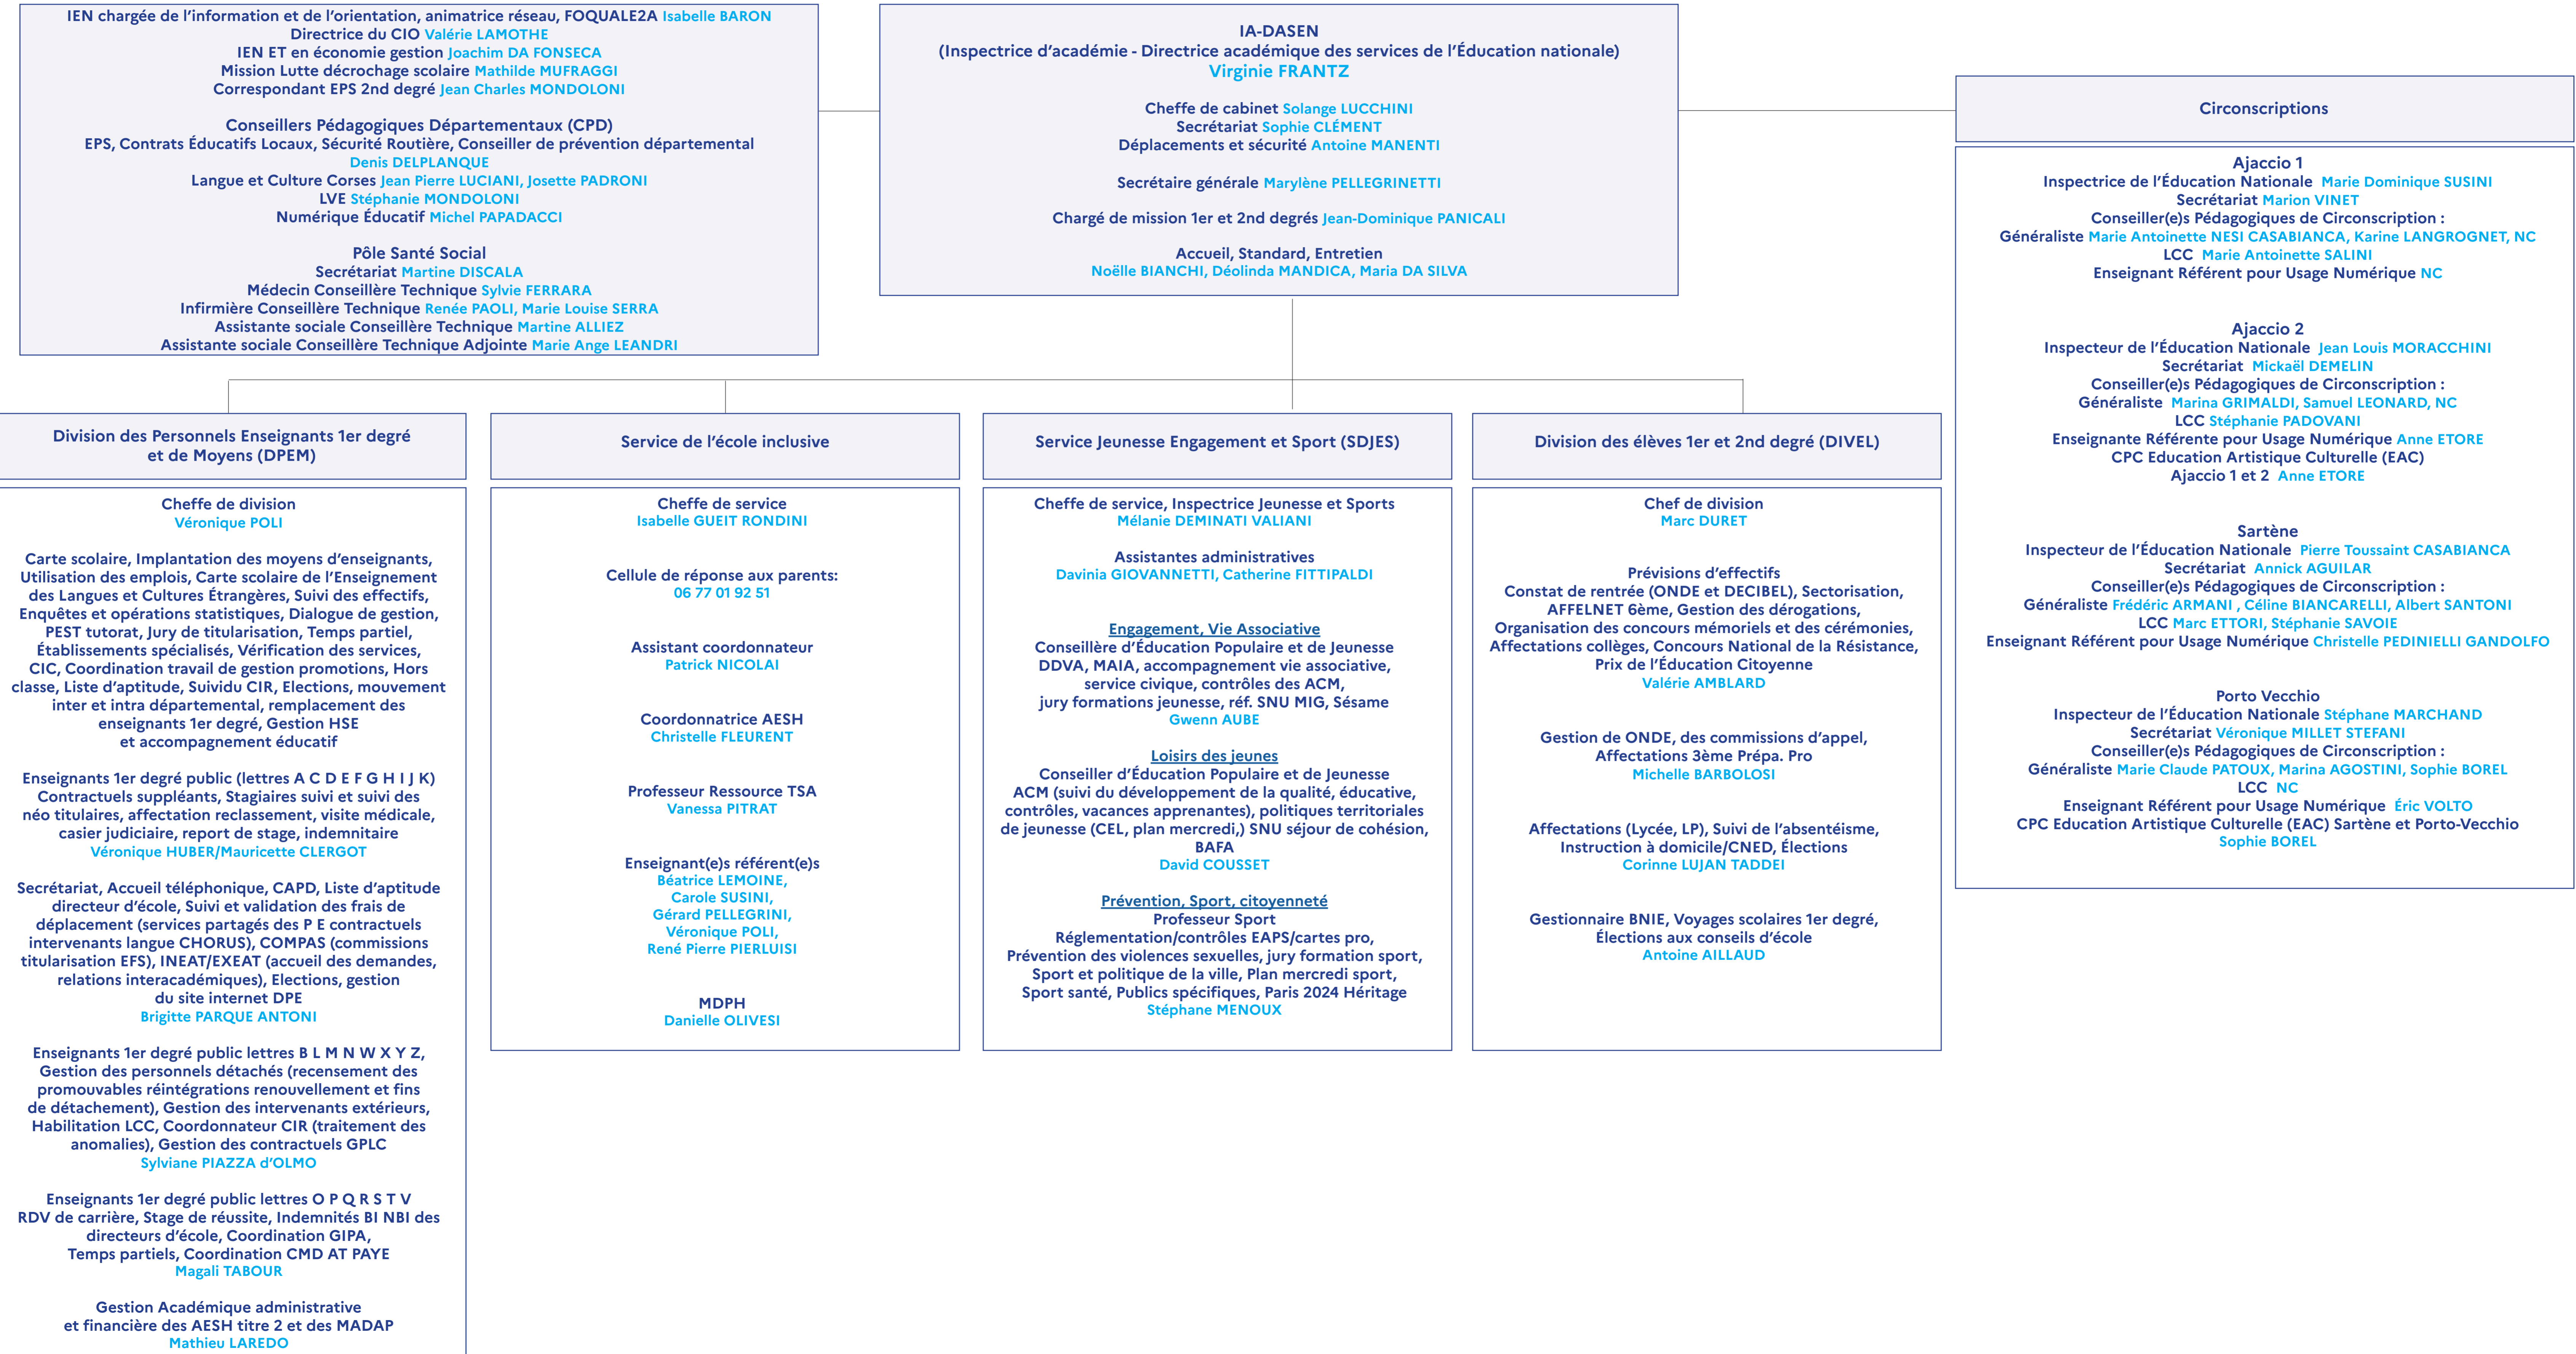 IEN chargée de l’information et de l’orientation, animatrice réseau, FOQUALE2A Isabelle BARON
Directrice du CIO Valérie LAMOTHE
IEN ET en économie gestion Joachim DA FONSECA
Mission Lutte décrochage scolaire Mathilde MUFRAGGI
Correspondant EPS 2nd degré Jean Charles MONDOLONI
Conseillers Pédagogiques Départementaux (CPD)
EPS, Contrats Éducatifs Locaux, Sécurité Routière, Conseiller de prévention départemental
Denis DELPLANQUE
Langue et Culture Corses Jean Pierre LUCIANI, Josette PADRONI
LVE Stéphanie MONDOLONI
Numérique Éducatif Michel PAPADACCI
Pôle Santé Social
Secrétariat Martine DISCALA
Médecin Conseillère Technique Sylvie FERRARA
Infirmière Conseillère Technique Renée PAOLI, Marie Louise SERRA
Assistante sociale Conseillère Technique Martine ALLIEZ
Assistante sociale Conseillère Technique Adjointe Marie Ange LEANDRI
IA-DASEN
(Inspectrice d’académie - Directrice académique des services de l’Éducation nationale)
Virginie FRANTZ
Cheffe de cabinet Solange LUCCHINI
Secrétariat Sophie CLÉMENT
Déplacements et sécurité Antoine MANENTI
Secrétaire générale Marylène PELLEGRINETTI
Chargé de mission 1er et 2nd degrés Jean-Dominique PANICALI
Accueil, Standard, Entretien
Noëlle BIANCHI, Déolinda MANDICA, Maria DA SILVA
Circonscriptions
Ajaccio 1
Inspectrice de l’Éducation Nationale Marie Dominique SUSINI
Secrétariat Marion VINET
Conseiller(e)s Pédagogiques de Circonscription :
Généraliste Marie Antoinette NESI CASABIANCA, Karine LANGROGNET, NC
LCC Marie Antoinette SALINI
Enseignant Référent pour Usage Numérique NC
Ajaccio 2
Inspecteur de l’Éducation Nationale Jean Louis MORACCHINI
Secrétariat Mickaël DEMELIN
Conseiller(e)s Pédagogiques de Circonscription :
Généraliste Marina GRIMALDI, Samuel LEONARD, NC
LCC Stéphanie PADOVANI
Enseignante Référente pour Usage Numérique Anne ETORE
CPC Education Artistique Culturelle (EAC)
Ajaccio 1 et 2 Anne ETORE
Sartène
Inspecteur de l’Éducation Nationale Pierre Toussaint CASABIANCA
Secrétariat Annick AGUILAR
Conseiller(e)s Pédagogiques de Circonscription :
Généraliste Frédéric ARMANI , Céline BIANCARELLI, Albert SANTONI
LCC Marc ETTORI, Stéphanie SAVOIE
Enseignant Référent pour Usage Numérique Christelle PEDINIELLI GANDOLFO
Porto Vecchio
Inspecteur de l’Éducation Nationale Stéphane MARCHAND
Secrétariat Véronique MILLET STEFANI
Conseiller(e)s Pédagogiques de Circonscription :
Généraliste Marie Claude PATOUX, Marina AGOSTINI, Sophie BOREL
LCC NC
Enseignant Référent pour Usage Numérique Éric VOLTO
CPC Education Artistique Culturelle (EAC) Sartène et Porto-Vecchio
Sophie BOREL
Division des Personnels Enseignants 1er degré
et de Moyens (DPEM)
Cheffe de division
Véronique POLI
Carte scolaire, Implantation des moyens d’enseignants,
Utilisation des emplois, Carte scolaire de l’Enseignement
des Langues et Cultures Étrangères, Suivi des effectifs,
Enquêtes et opérations statistiques, Dialogue de gestion,
PEST tutorat, Jury de titularisation, Temps partiel,
Établissements spécialisés, Vérification des services,
CIC, Coordination travail de gestion promotions, Hors
classe, Liste d’aptitude, Suividu CIR, Elections, mouvement
inter et intra départemental, remplacement des
enseignants 1er degré, Gestion HSE
et accompagnement éducatif
Enseignants 1er degré public (lettres A C D E F G H I J K)
Contractuels suppléants, Stagiaires suivi et suivi des
néo titulaires, affectation reclassement, visite médicale,
casier judiciaire, report de stage, indemnitaire
Véronique HUBER/Mauricette CLERGOT
Secrétariat, Accueil téléphonique, CAPD, Liste d’aptitude
directeur d’école, Suivi et validation des frais de
déplacement (services partagés des P E contractuels
intervenants langue CHORUS), COMPAS (commissions
titularisation EFS), INEAT/EXEAT (accueil des demandes,
relations interacadémiques), Elections, gestion
du site internet DPE
Brigitte PARQUE ANTONI
Enseignants 1er degré public lettres B L M N W X Y Z,
Gestion des personnels détachés (recensement des
promouvables réintégrations renouvellement et fins
de détachement), Gestion des intervenants extérieurs,
Habilitation LCC, Coordonnateur CIR (traitement des
anomalies), Gestion des contractuels GPLC
Sylviane PIAZZA d’OLMO
Enseignants 1er degré public lettres O P Q R S T V
RDV de carrière, Stage de réussite, Indemnités BI NBI des
directeurs d’école, Coordination GIPA,
Temps partiels, Coordination CMD AT PAYE
Magali TABOUR
Gestion Académique administrative
et financière des AESH titre 2 et des MADAP
Mathieu LAREDO
Service de l’école inclusive
Cheffe de service
Isabelle GUEIT RONDINI
Cellule de réponse aux parents:
06 77 01 92 51
Assistant coordonnateur
Patrick NICOLAI
Coordonnatrice AESH
Christelle FLEURENT
Professeur Ressource TSA
Vanessa PITRAT
Enseignant(e)s référent(e)s
Béatrice LEMOINE,
Carole SUSINI,
Gérard PELLEGRINI,
Véronique POLI,
René Pierre PIERLUISI
MDPH
Danielle OLIVESI
Service Jeunesse Engagement et Sport (SDJES)
Cheffe de service, Inspectrice Jeunesse et Sports
Mélanie DEMINATI VALIANI
Assistantes administratives
Davinia GIOVANNETTI, Catherine FITTIPALDI
Engagement, Vie Associative
Conseillère d’Éducation Populaire et de Jeunesse
DDVA, MAIA, accompagnement vie associative,
service civique, contrôles des ACM,
jury formations jeunesse, réf. SNU MIG, Sésame
Gwenn AUBE
Loisirs des jeunes
Conseiller d’Éducation Populaire et de Jeunesse
ACM (suivi du développement de la qualité, éducative,
contrôles, vacances apprenantes), politiques territoriales
de jeunesse (CEL, plan mercredi,) SNU séjour de cohésion,
BAFA
David COUSSET
Prévention, Sport, citoyenneté
Professeur Sport
Réglementation/contrôles EAPS/cartes pro,
Prévention des violences sexuelles, jury formation sport,
Sport et politique de la ville, Plan mercredi sport,
Sport santé, Publics spécifiques, Paris 2024 Héritage
Stéphane MENOUX
Division des élèves 1er et 2nd degré (DIVEL)
Chef de division
Marc DURET
Prévisions d’effectifs
Constat de rentrée (ONDE et DECIBEL), Sectorisation,
AFFELNET 6ème, Gestion des dérogations,
Organisation des concours mémoriels et des cérémonies,
Affectations collèges, Concours National de la Résistance,
Prix de l’Éducation Citoyenne
Valérie AMBLARD
Gestion de ONDE, des commissions d’appel,
Affectations 3ème Prépa. Pro
Michelle BARBOLOSI
Affectations (Lycée, LP), Suivi de l’absentéisme,
Instruction à domicile/CNED, Élections
Corinne LUJAN TADDEI
Gestionnaire BNIE, Voyages scolaires 1er degré,
Élections aux conseils d’école
Antoine AILLAUD